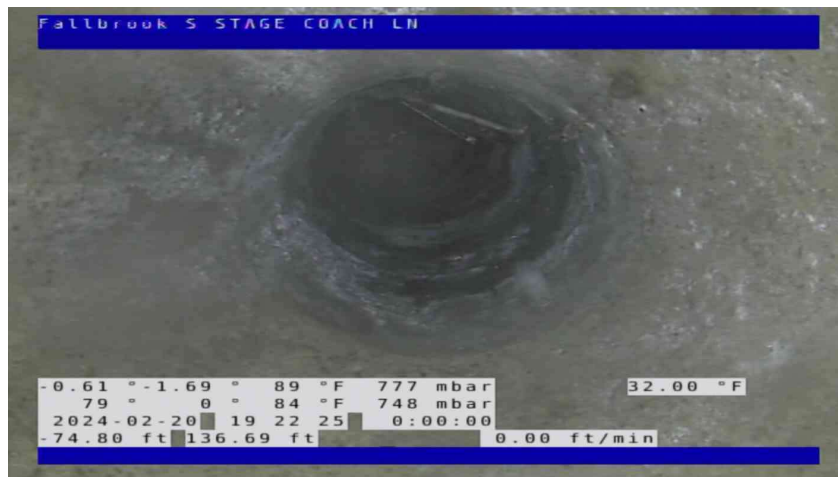 Fallbrook S STAGE COACH LN
-0.61 °-1.69 ° 89 °F 777 mbar 32.00 °F
79 ° 0 ° 84 °F 748 mbar
2024-02-20 19 22 25 0:00:00
-74.80 ft 136.69 ft 0.00 ft/min